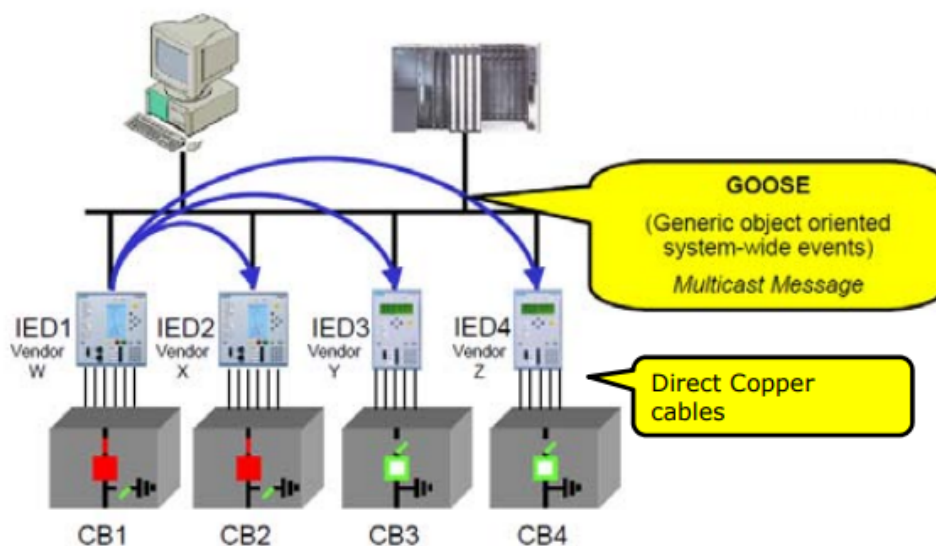 GOOSE
(Generic object oriented
system-wide events)
Multicast Message
IED1
Vendor
W
IED2
Vendor
X
IED3
Vendor
Y
IED4
Vendor
Z
Direct Copper
cables
CB1
CB2
CB3
CB4